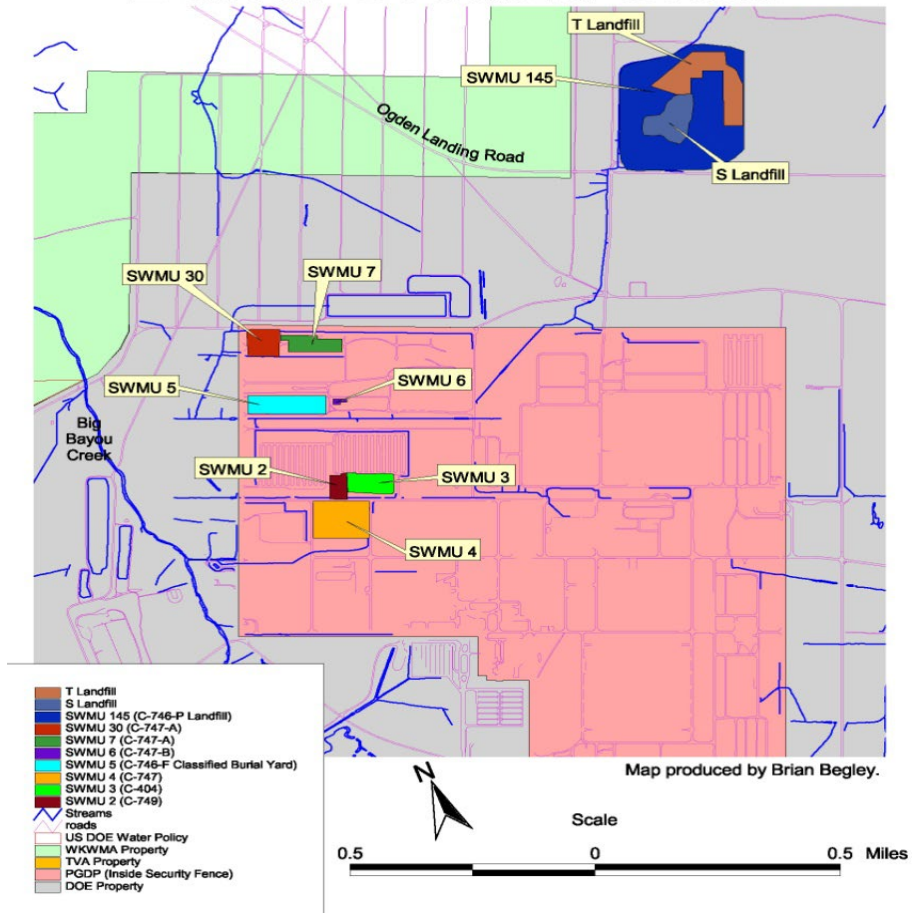 T Landfill
SWMU 145
Ogden Landing Road
S Landfill
SWMU 30
SWMU 7
SWMU 5
SWMU 6
Big
Bayou
Creek
SWMU 2
SWMU 3
SWMU 4
T Landfill
S Landfill
SWMU 145 (C-746-P Landfill)
SWMU 30 (C-747-A)
SWMU 7 (C-747-A)
SWMU 6 (C-747-B)
SWMU 5 (C-746-F Classified Burial Yard)
SWMU 4 (C-747)
SWMU 3 (C-404)
SWMU 2 (C-749)
Streams
roads
US DOE Water Policy
WKWMA Property
TVA Property
PGDP (Inside Security Fence)
DOE Property
Map produced by Brian Begley.
N
Scale
0.5 0 0.5 Miles